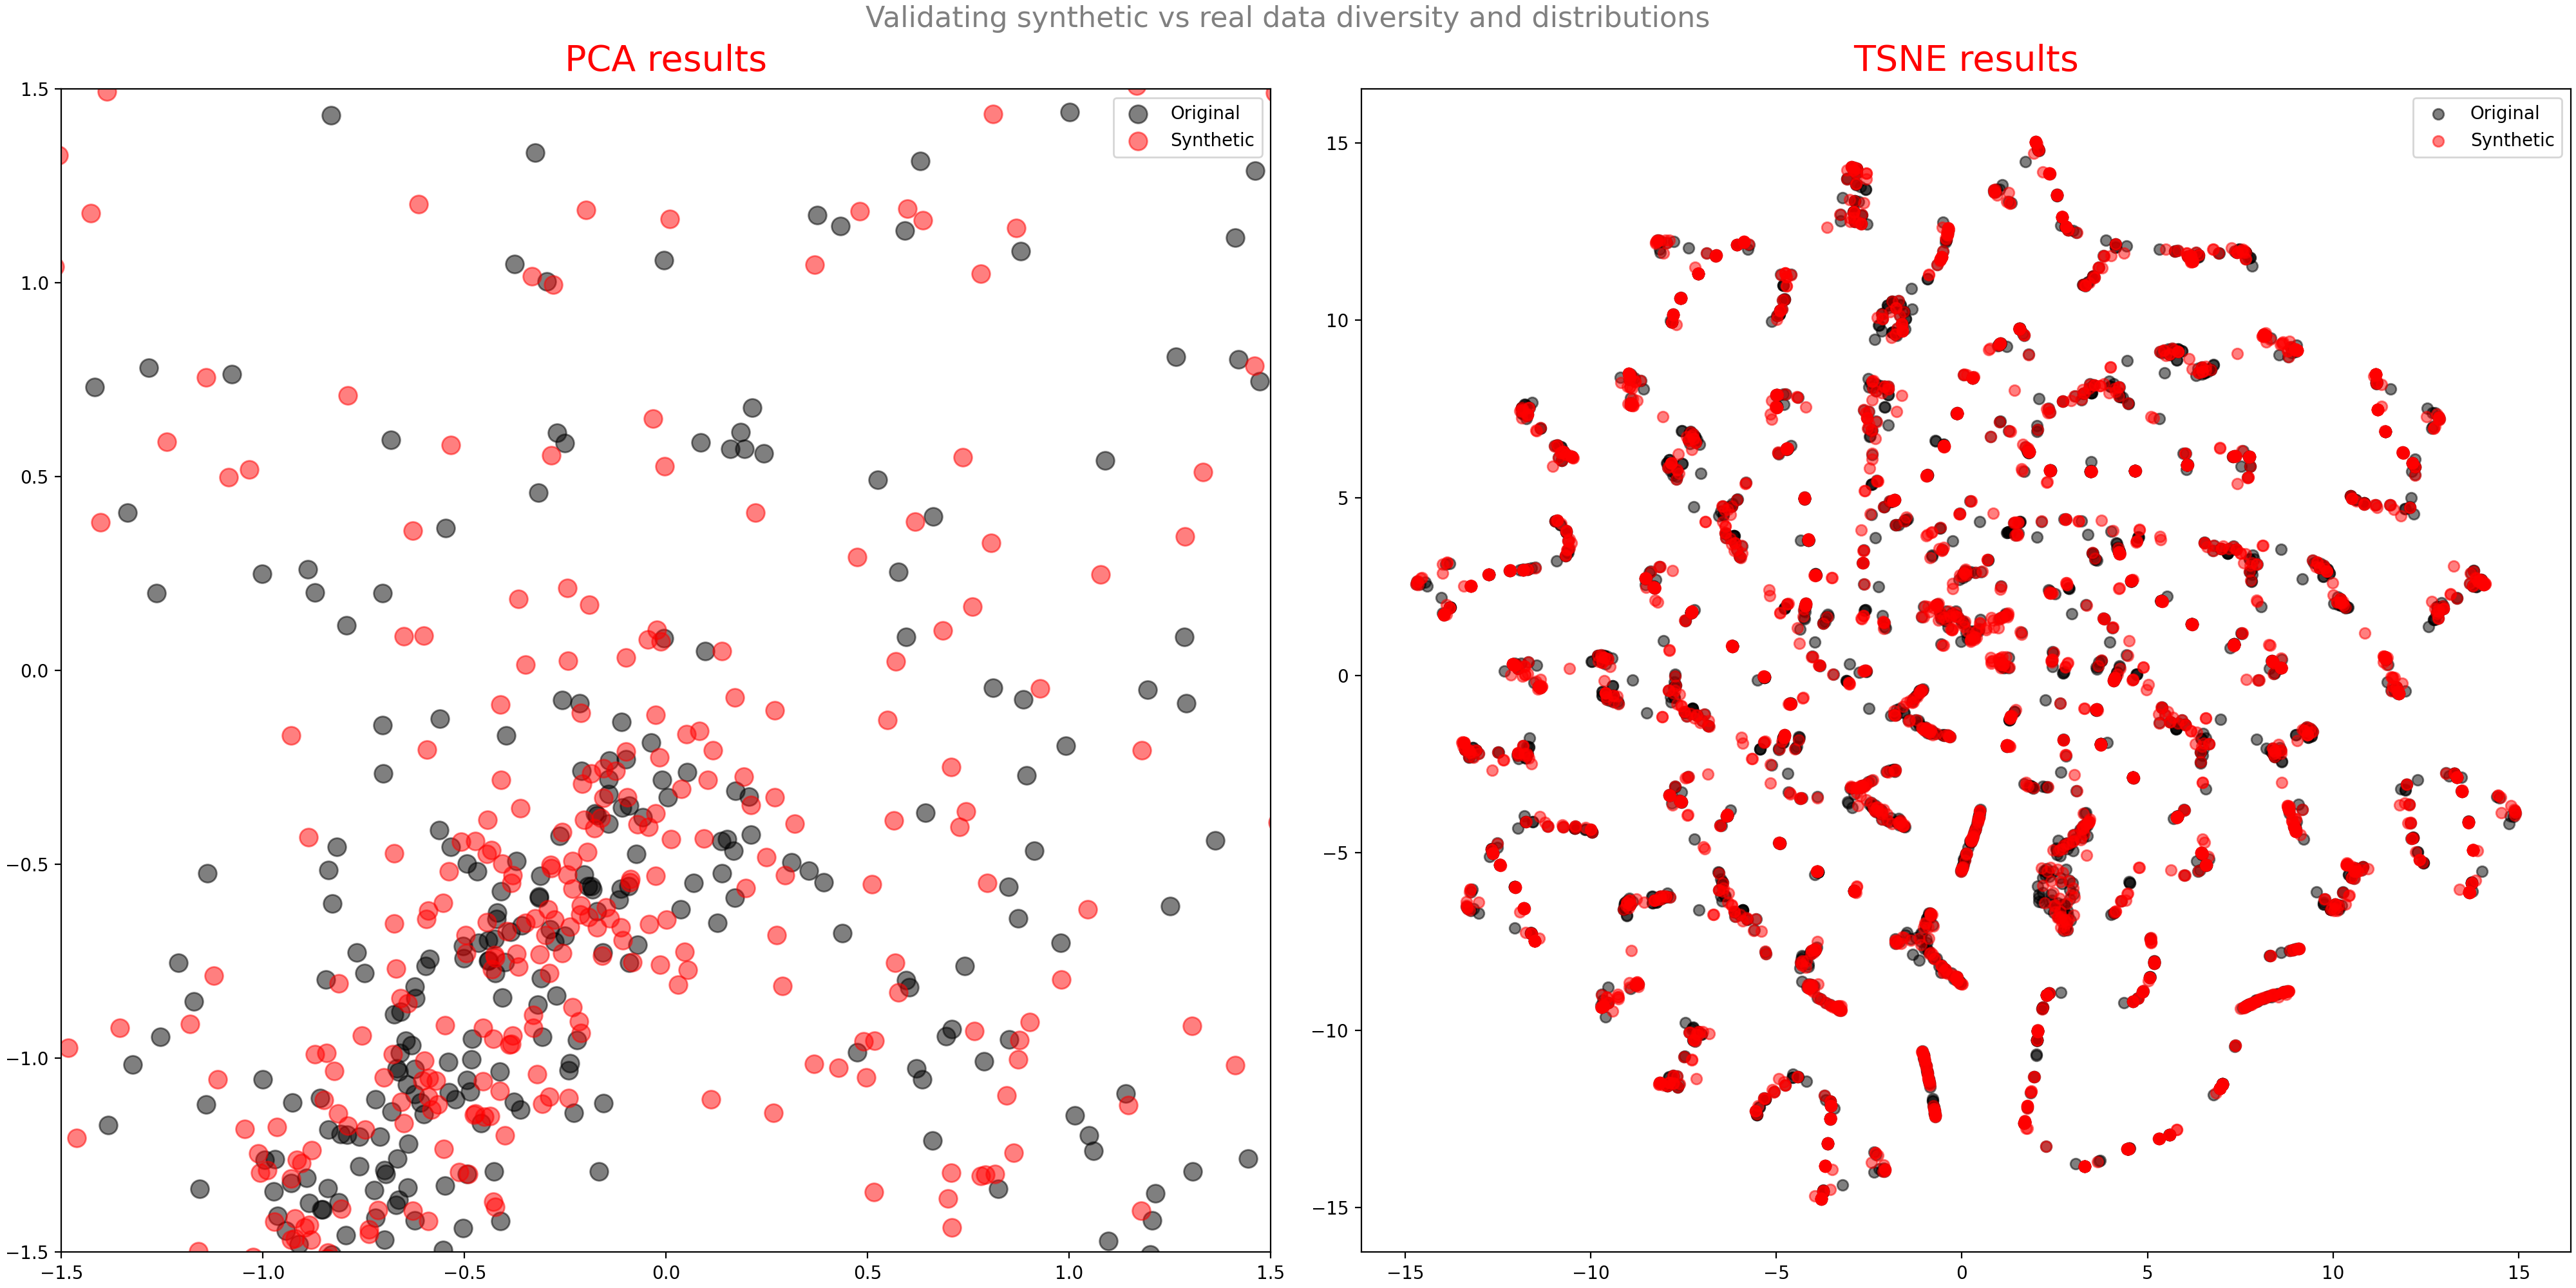 Validating synthetic vs real data diversity and distributions
PCA results
1.5
1.0
0.5
0.0
−0.5
−1.0
−1.5
−1.5 −1.0 −0.5 0.0 0.5 1.0 1.5
Original
Synthetic
TSNE results
15
10
5
0
−5
−10
−15
−15 −10 −5 0 5 10 15
Original
Synthetic